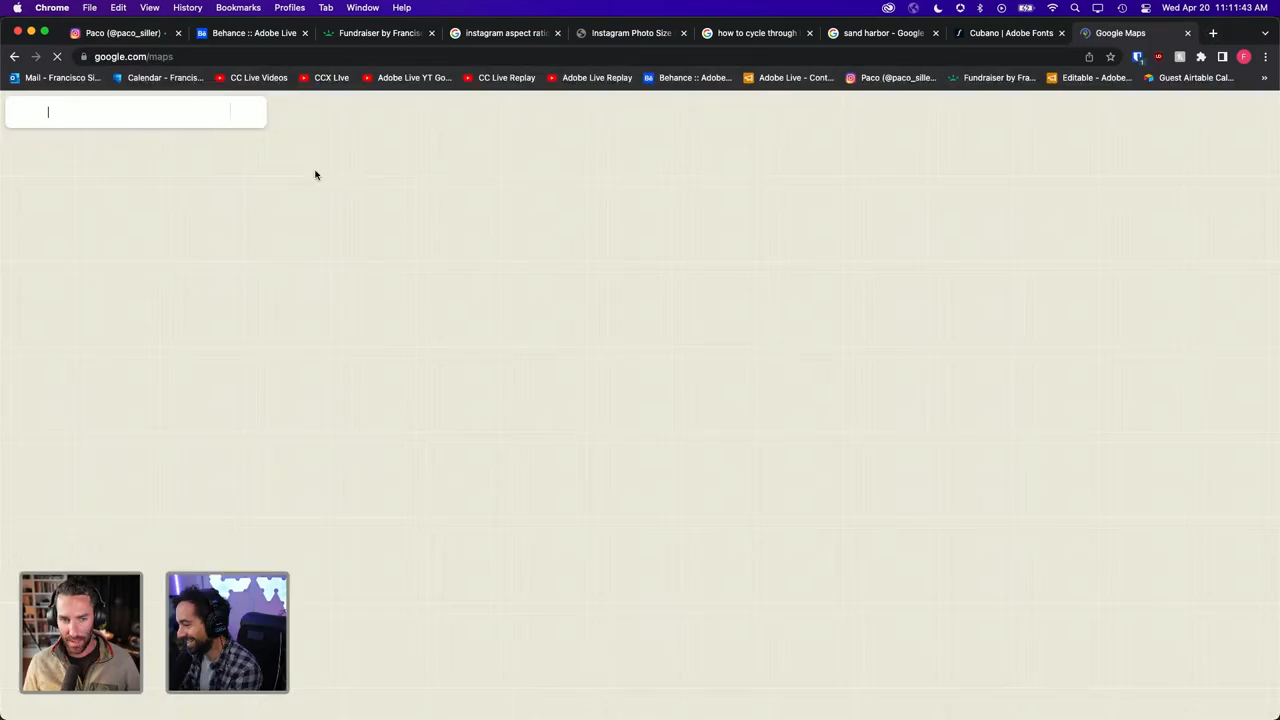 Chrome File Edit View History Bookmarks Profiles Tab Window Help Wed Apr 20 11:11:43 AM
Paco (@paco_siller) Behance :: Adobe Live Fundraiser by Francisc instagram aspect ratio Instagram Photo Size how to cycle through sand harbor - Google Cubano | Adobe Fonts Google Maps
google.com/maps
Mail - Francisco Si... Calendar - Francis... CC Live Videos CCX LIve Adobe Live YT Go... CC Live Replay Adobe Live Replay Behance :: Adobe... Adobe Live - Cont... Paco (@paco_sille... Fundraiser by Fra... Editable - Adobe... Guest Airtable Cal...